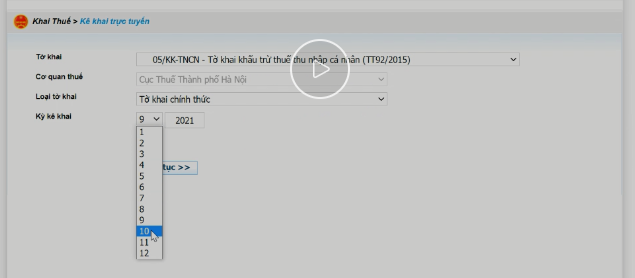 Khai Thuế > Kê khai trực tuyến
Tờ khai
05/KK-TNCN - Tờ khai khấu trừ thuế thu nhập cá nhân (TT92/2015)
Cơ quan thuế
Cục Thuế Thành phố Hà Nội
Loại tờ khai
Tờ khai chính thức
Kỳ kê khai
9
2021
1
2
3
4
5
tục >>
6
7
8
9
10
11
12